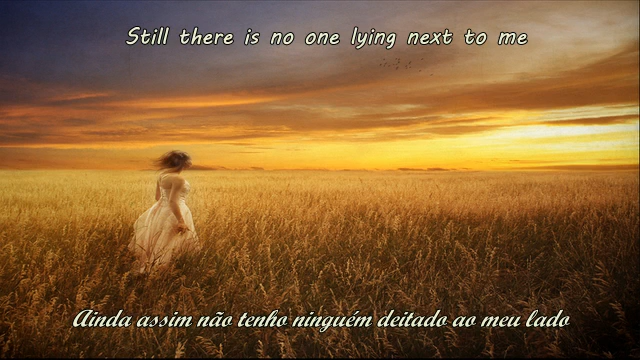 Still there is no one lying next to me
Ainda assim não tenho ninguém deitado ao meu lado